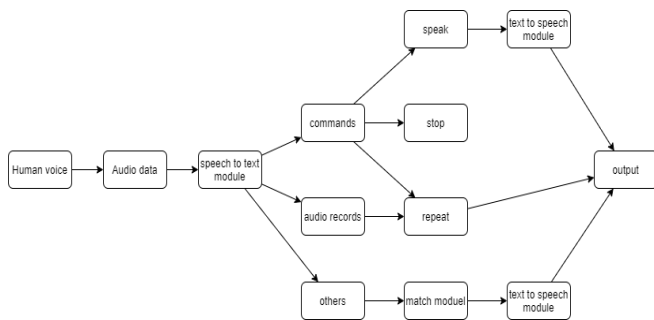 speak
text to speech
module
commands
stop
Human voice
Audio data
speech to text
module
output
audio records
repeat
others
match moduel
text to speech
module